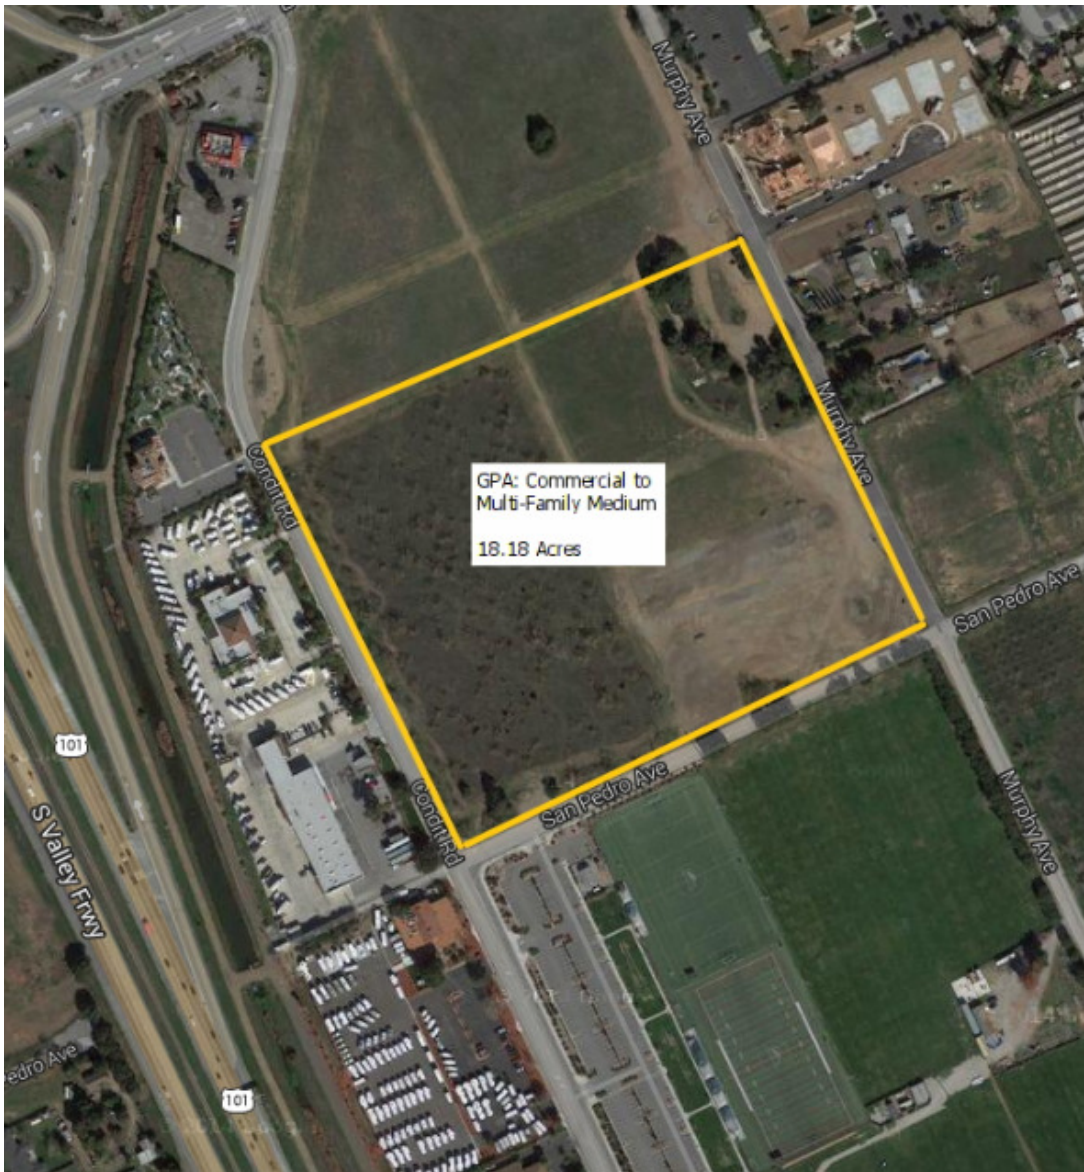 Murphy Ave
Condit Rd
Murphy Ave
GPA: Commercial to
Multi-Family Medium
18.18 Acres
San Pedro Ave
101
San Pedro Ave
Condit Rd
Murphy Ave
S Valley Frwy
edro Ave
101